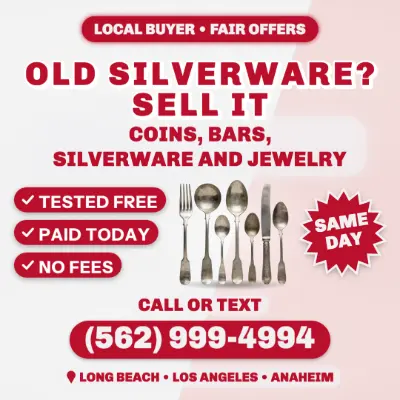 LOCAL BUYER • FAIR OFFERS
OLD SILVERWARE?
SELL IT
COINS, BARS,
SILVERWARE AND JEWELRY
TESTED FREE
PAID TODAY
NO FEES
SAME
DAY
CALL OR TEXT
(562) 999-4994
LONG BEACH • LOS ANGELES • ANAHEIM